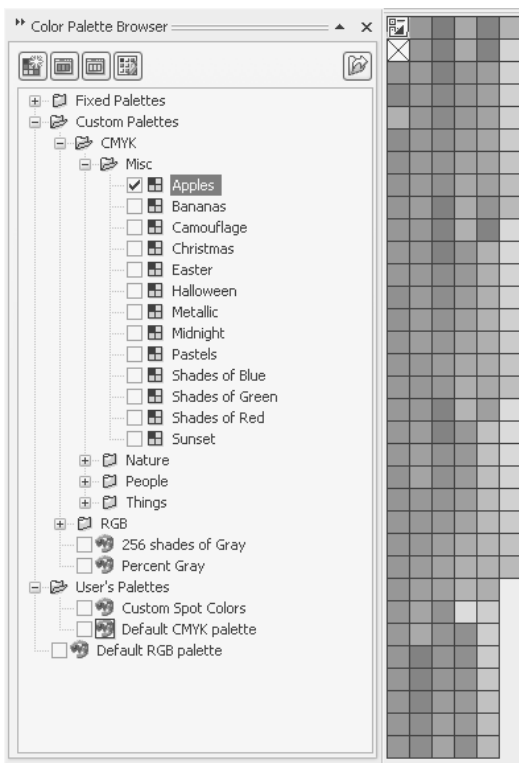 Color Palette Browser
Fixed Palettes
Custom Palettes
CMYK
Misc
Apples
Bananas
Camouflage
Christmas
Easter
Halloween
Metallic
Midnight
Pastels
Shades of Blue
Shades of Green
Shades of Red
Sunset
Nature
People
Things
RGB
256 shades of Gray
Percent Gray
User's Palettes
Custom Spot Colors
Default CMYK palette
Default RGB palette